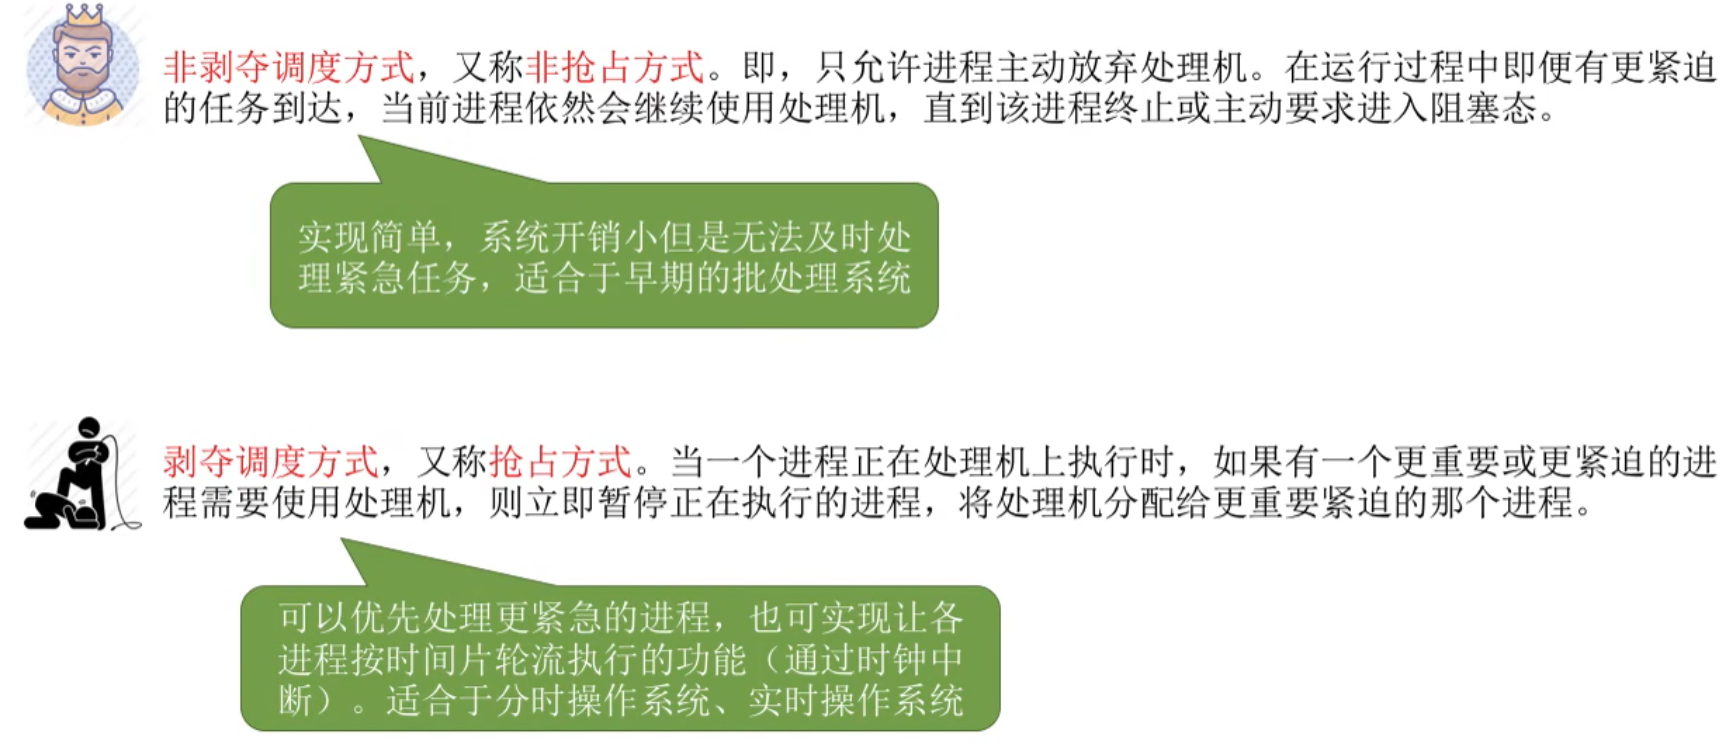 非剥夺调度方式，又称非抢占方式。即，只允许进程主动放弃处理机。在运行过程中即便有更紧迫
的任务到达，当前进程依然会继续使用处理机，直到该进程终止或主动要求进入阻塞态。
实现简单，系统开销小但是无法及时处
理紧急任务，适合于早期的批处理系统
剥夺调度方式，又称抢占方式。当一个进程正在处理机上执行时，如果有一个更重要或更紧迫的进
程需要使用处理机，则立即暂停正在执行的进程，将处理机分配给更重要紧迫的那个进程。
可以优先处理更紧急的进程，也可实现让各
进程按时间片轮流执行的功能（通过时钟中
断）。适合于分时操作系统、实时操作系统